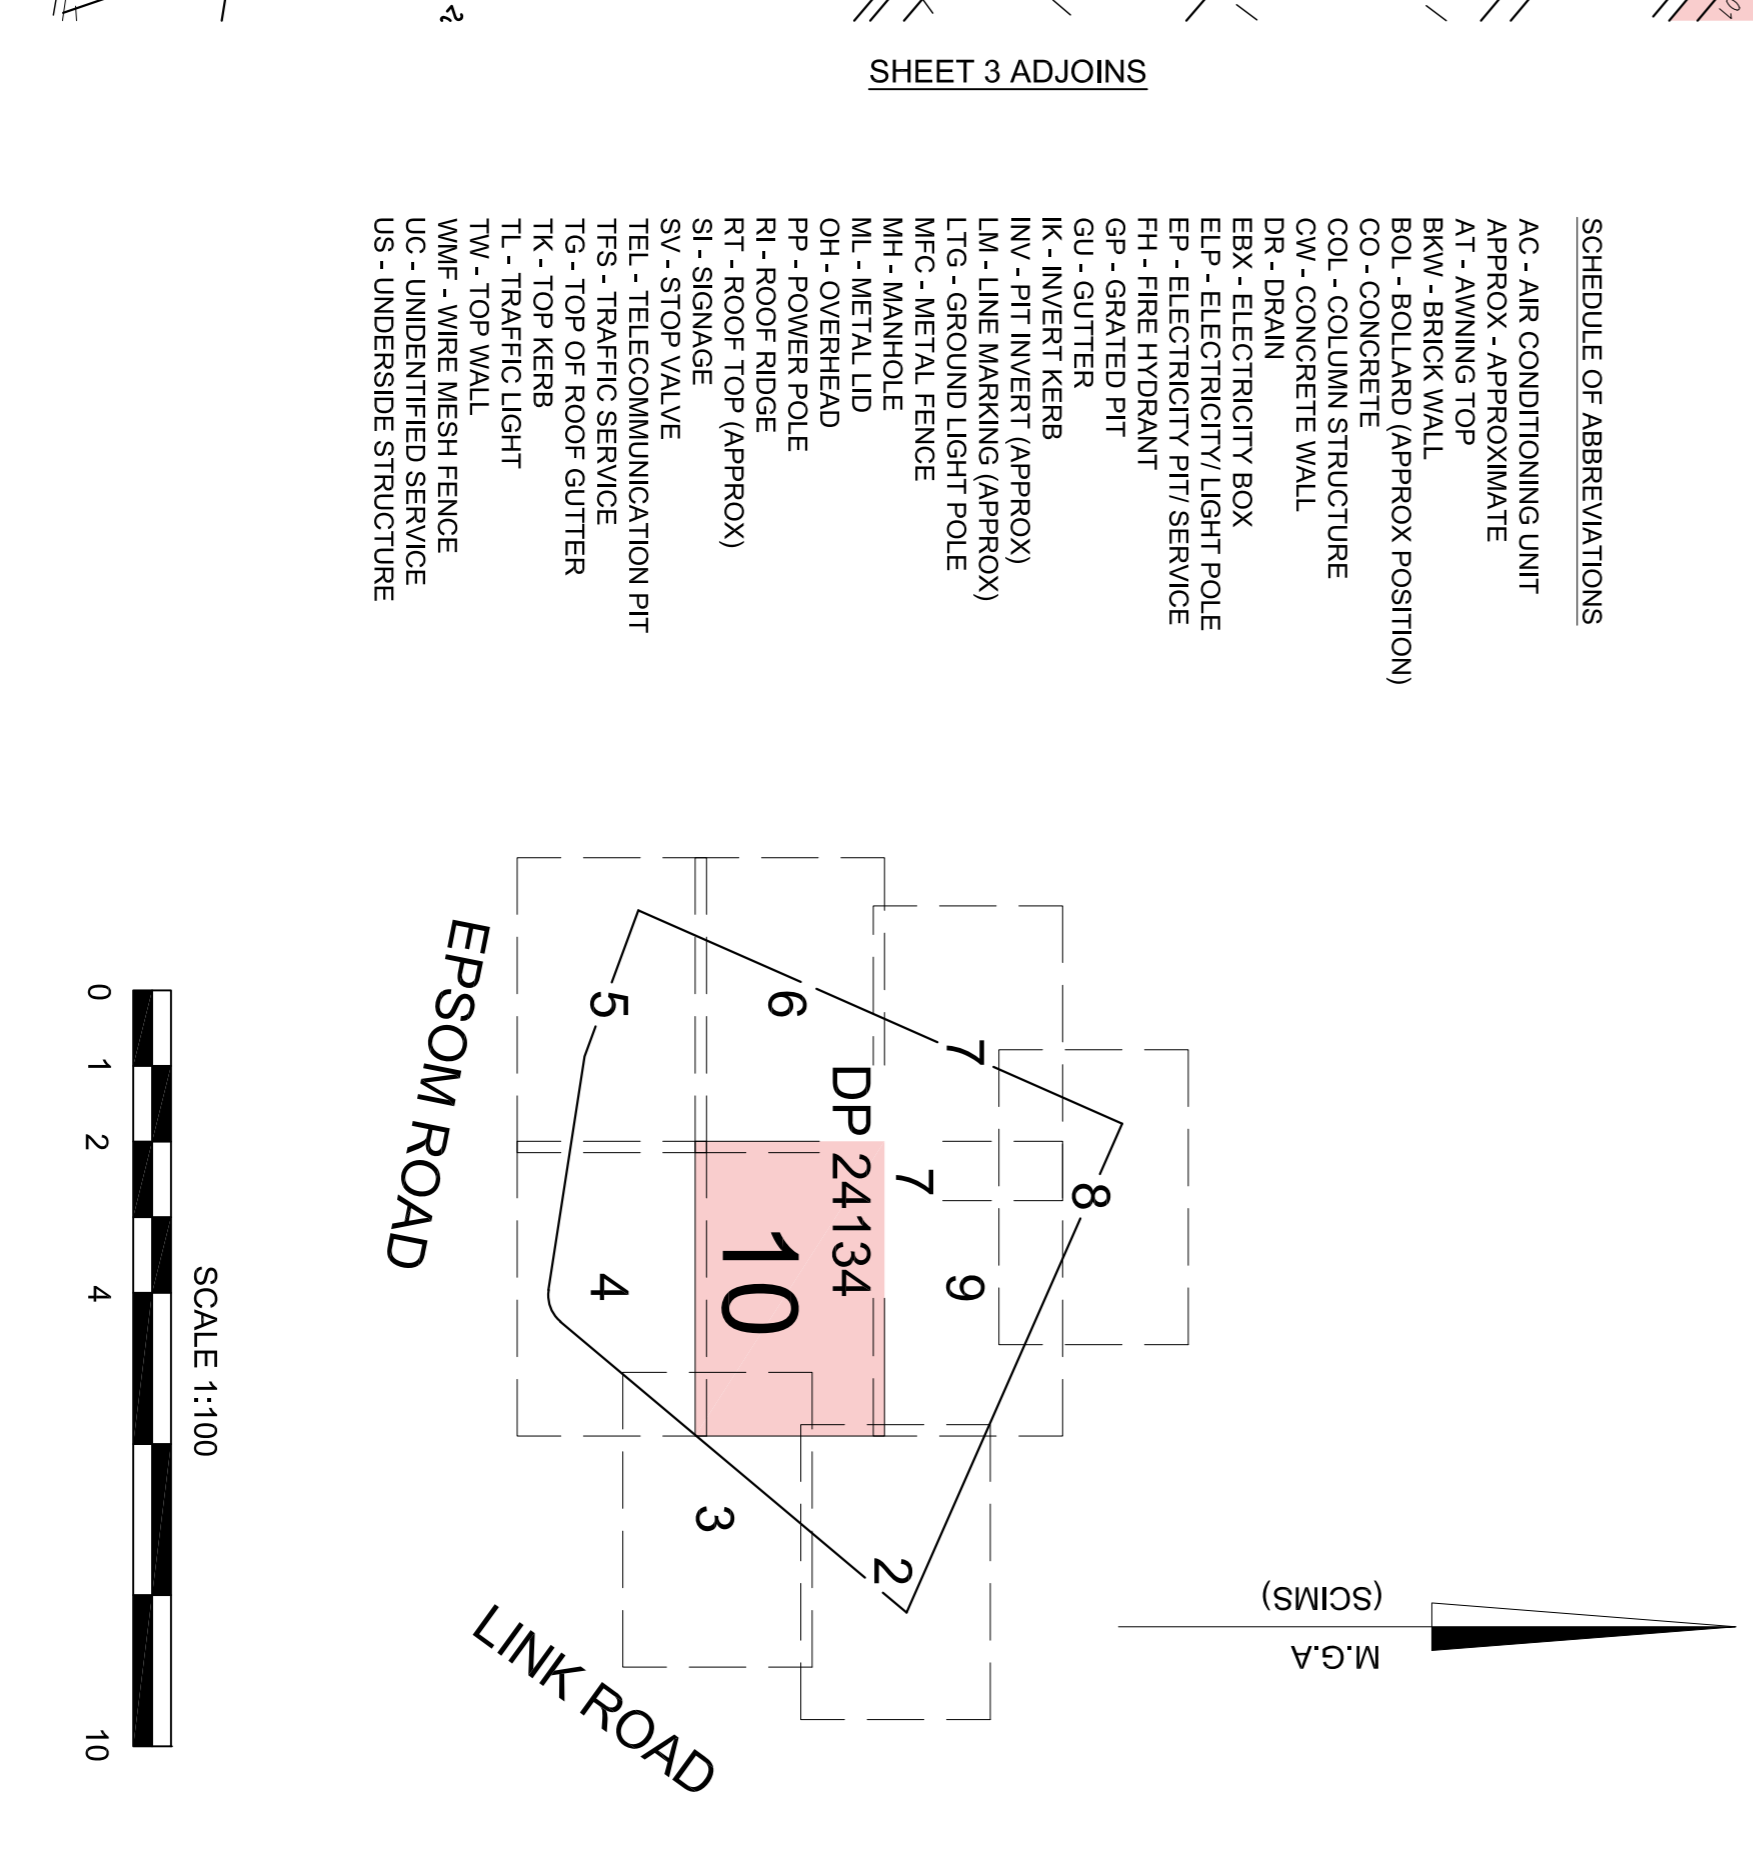 SHEET 3 ADJOINS
SCHEDULE OF ABBREVIATIONS
AC - AIR CONDITIONING UNIT
APPROX - APPROXIMATE
AT - AWNING TOP
BKW - BRICK WALL
BOL - BOLLARD (APPROX POSITION)
CO - CONCRETE
COL - COLUMN STRUCTURE
CW - CONCRETE WALL
DR - DRAIN
EBX - ELECTRICITY BOX
ELP - ELECTRICITY/ LIGHT POLE
EP - ELECTRICITY PIT/ SERVICE
FH - FIRE HYDRANT
GP - GRATED PIT
GU - GUTTER
IK - INVERT KERB
INV - PIT INVERT (APPROX)
LM - LINE MARKING (APPROX)
LTG - GROUND LIGHT POLE
MFC - METAL FENCE
MH - MANHOLE
ML - METAL LID
OH - OVERHEAD
PP - POWER POLE
RI - ROOF RIDGE
RT - ROOF TOP (APPROX)
SI - SIGNAGE
SV - STOP VALVE
TEL - TELECOMMUNICATION PIT
TFS - TRAFFIC SERVICE
TG - TOP OF ROOF GUTTER
TK - TOP KERB
TL - TRAFFIC LIGHT
TW - TOP WALL
WMF - WIRE MESH FENCE
UC - UNIDENTIFIED SERVICE
US - UNDERSIDE STRUCTURE
8
7
9
7
2
DP 24134
6
10
3
5
4
EPSOM ROAD
LINK ROAD
M.G.A
(SCIMS)
SCALE 1:100
0 1 2 4 10